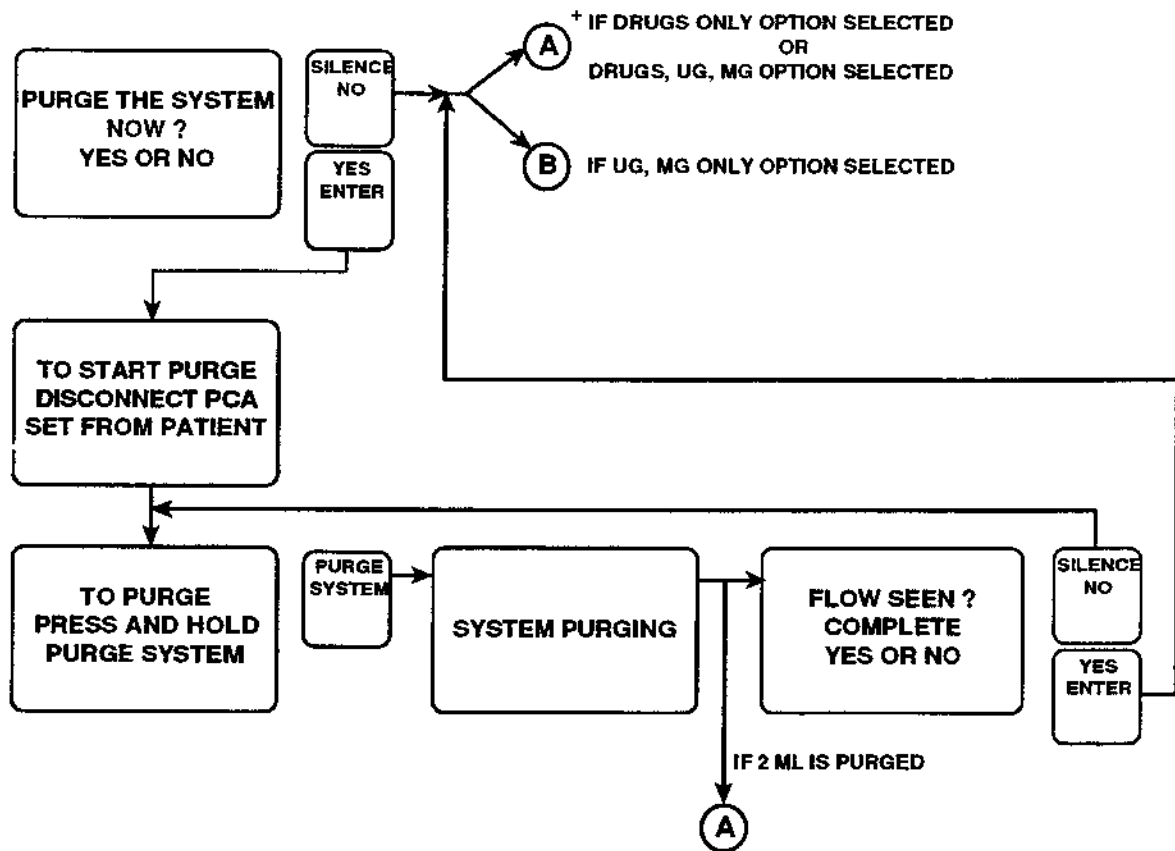 PURGE THE SYSTEM
NOW ?
YES OR NO
SILENCE
NO
YES
ENTER
A
+ IF DRUGS ONLY OPTION SELECTED
OR
DRUGS, UG, MG OPTION SELECTED
B
IF UG, MG ONLY OPTION SELECTED
TO START PURGE
DISCONNECT PCA
SET FROM PATIENT
TO PURGE
PRESS AND HOLD
PURGE SYSTEM
PURGE
SYSTEM
SYSTEM PURGING
FLOW SEEN ?
COMPLETE
YES OR NO
SILENCE
NO
YES
ENTER
IF 2 ML IS PURGED
A